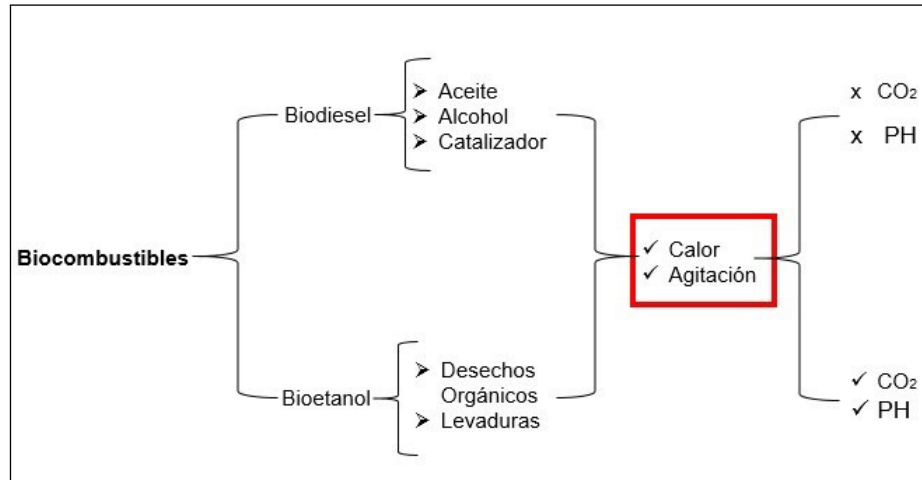 Biocombustibles
Biodiesel
➤ Aceite
➤ Alcohol
➤ Catalizador
Bioetanol
➤ Desechos
Orgánicos
➤ Levaduras
✓ Calor
✓ Agitación
x CO₂
x PH
✓ CO₂
✓ PH